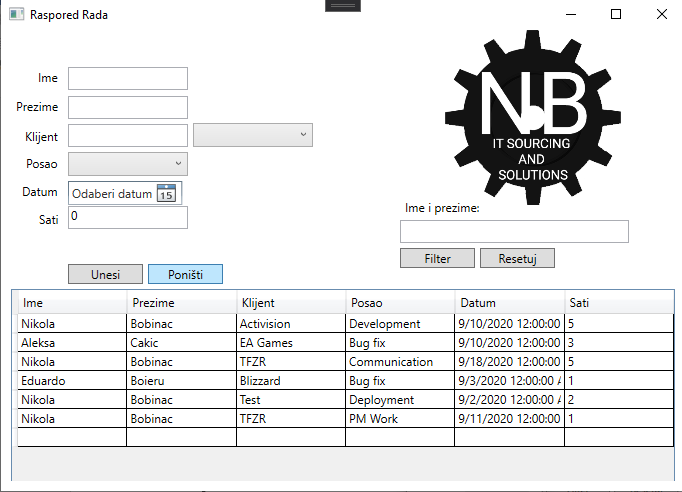 Raspored Rada
Ime
Prezime
Klijent
Posao
Datum
Odaberi datum 15
Sati
0
Unesi Poništi
N.B
IT SOURCING
AND
SOLUTIONS
Ime i prezime:
Filter Resetuj
Ime Prezime Klijent Posao Datum Sati
Nikola Bobinac Activision Development 9/10/2020 12:00:00 5
Aleksa Cakic EA Games Bug fix 9/10/2020 12:00:00 3
Nikola Bobinac TFZR Communication 9/18/2020 12:00:00 5
Eduardo Boieru Blizzard Bug fix 9/3/2020 12:00:00 A 1
Nikola Bobinac Test Deployment 9/2/2020 12:00:00 A 2
Nikola Bobinac TFZR PM Work 9/11/2020 12:00:00 1